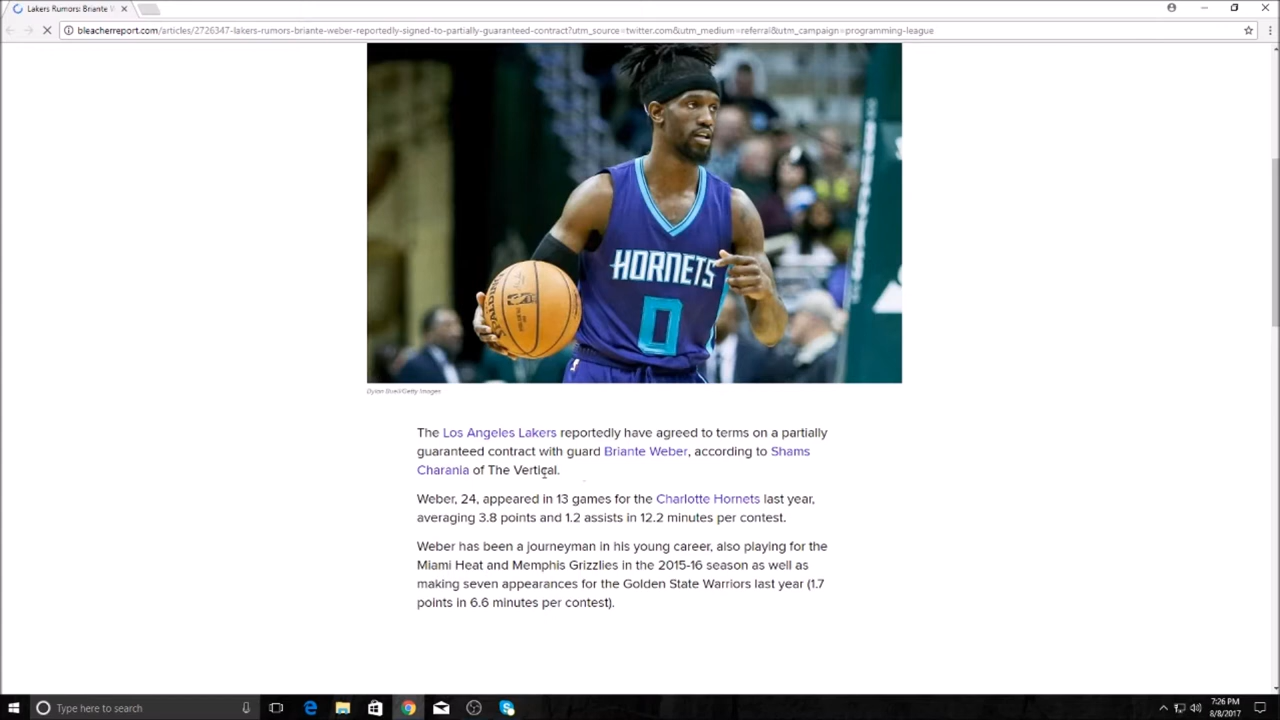 Lakers Rumors: Briante W
bleacherreport.com/articles/2726347-lakers-rumors-briante-weber-reportedly-signed-to-partially-guaranteed-contract?utm_source=twitter.com&utm_medium=referral&utm_campaign=programming-league
HORNETS
0
The Los Angeles Lakers reportedly have agreed to terms on a partially
guaranteed contract with guard Briante Weber, according to Shams
Charania of The Vertical.
Weber, 24, appeared in 13 games for the Charlotte Hornets last year,
averaging 3.8 points and 1.2 assists in 12.2 minutes per contest.
Weber has been a journeyman in his young career, also playing for the
Miami Heat and Memphis Grizzlies in the 2015-16 season as well as
making seven appearances for the Golden State Warriors last year (1.7
points in 6.6 minutes per contest).
Type here to search
7:26 PM
8/8/2017